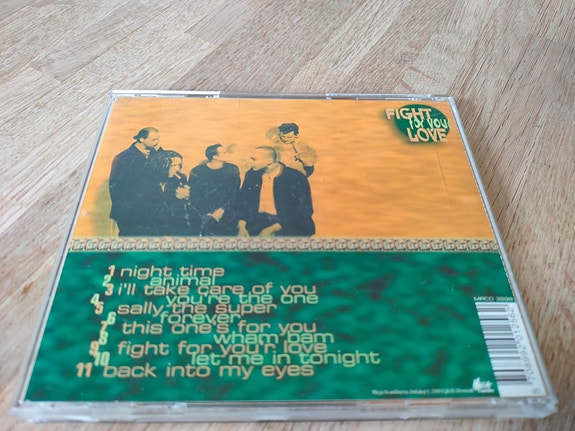 FIGHT
for you
LOVE
1 night time
2 animal
3 i'll take care of you
4 you're the one
5 sally the super
6 forever
7 this one's for you
8 wham bam
9 fight for you'r love
10 let me in tonight
11 back into my eyes